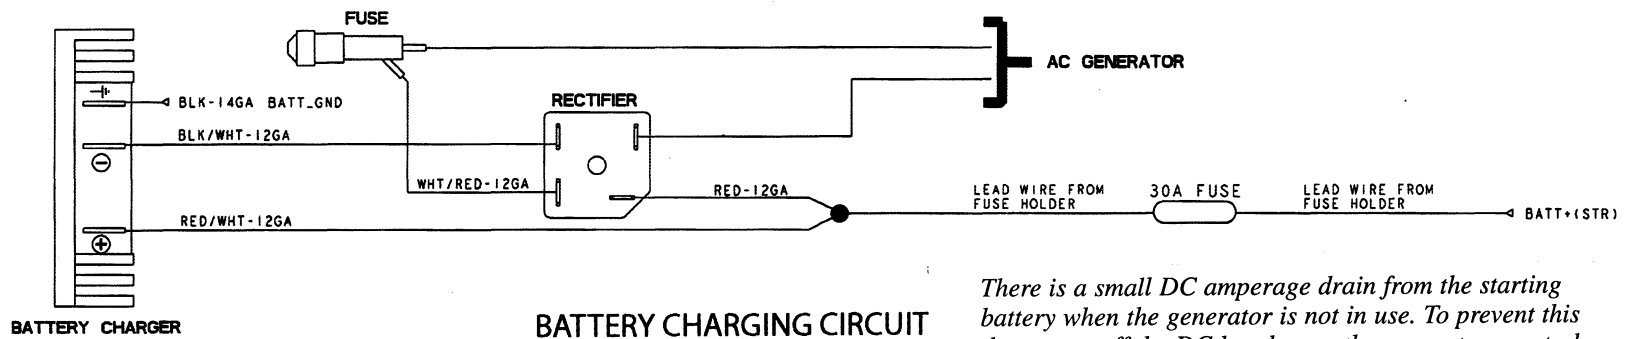 FUSE
AC GENERATOR
RECTIFIER
BLK-14GA BATT_GND
BLK/WHT-12GA
WHT/RED-12GA
RED-12GA
LEAD WIRE FROM
FUSE HOLDER
30A FUSE
LEAD WIRE FROM
FUSE HOLDER
BATT+(STR)
RED/WHT-12GA
BATTERY CHARGER
BATTERY CHARGING CIRCUIT
There is a small DC amperage drain from the starting
battery when the generator is not in use. To prevent this